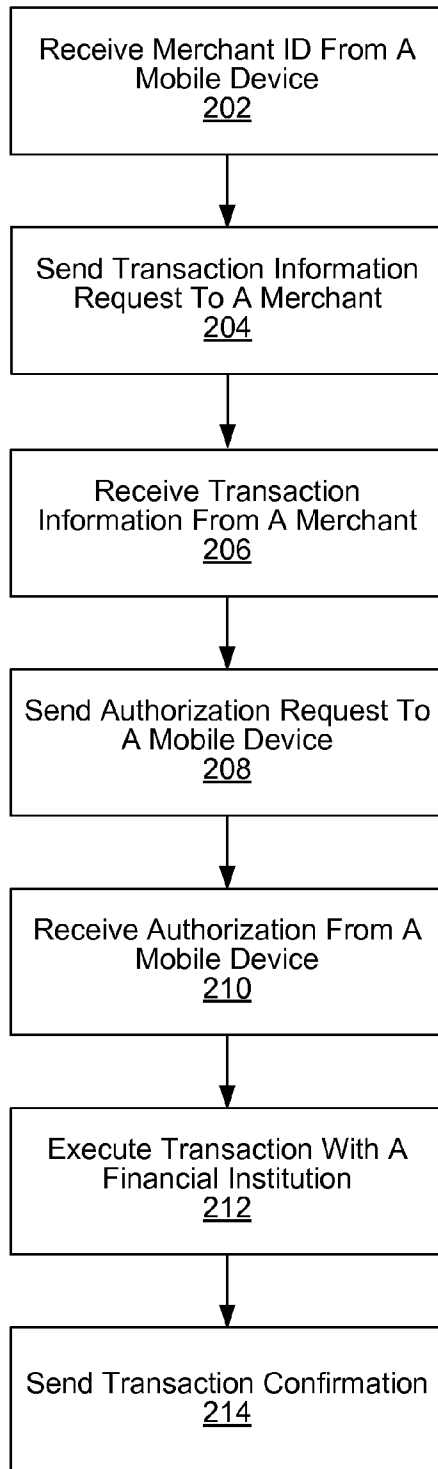 Receive Merchant ID From A
Mobile Device
202
Send Transaction Information
Request To A Merchant
204
Receive Transaction
Information From A Merchant
206
Send Authorization Request To
A Mobile Device
208
Receive Authorization From A
Mobile Device
210
Execute Transaction With A
Financial Institution
212
Send Transaction Confirmation
214